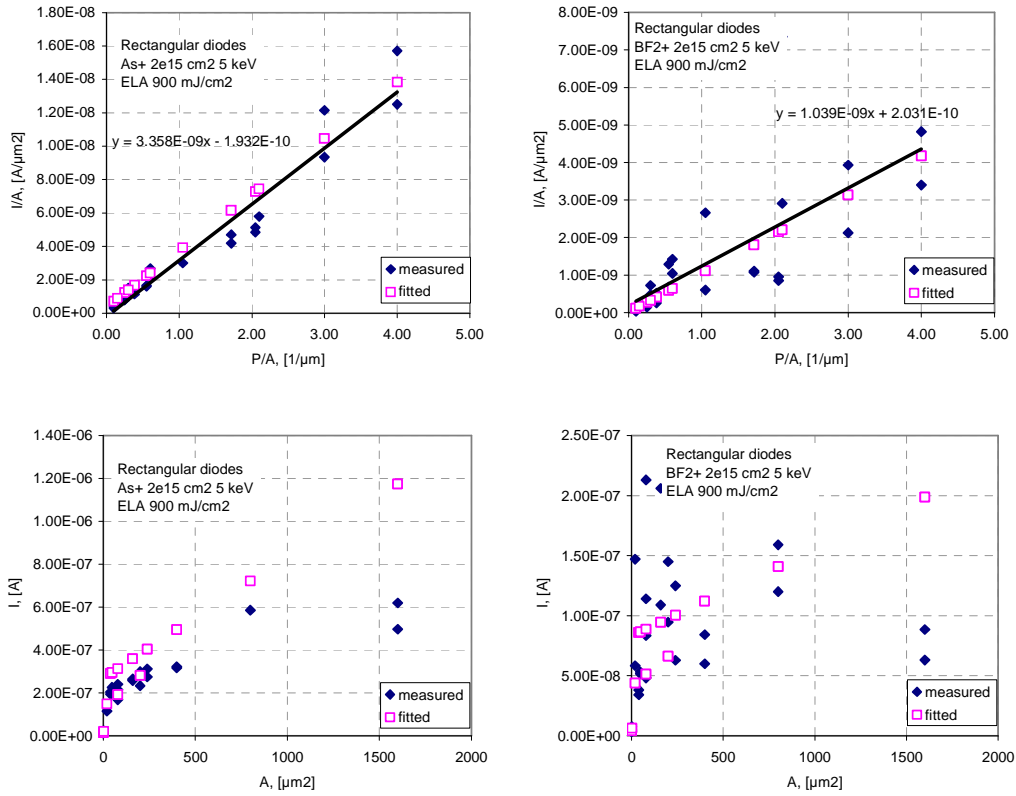 1.80E-08
1.60E-08
1.40E-08
1.20E-08
1.00E-08
8.00E-09
6.00E-09
4.00E-09
2.00E-09
0.00E+00
I/A, [A/µm2]
Rectangular diodes
As+ 2e15 cm2 5 keV
ELA 900 mJ/cm2
y = 3.358E-09x - 1.932E-10
measured
fitted
0.00 1.00 2.00 3.00 4.00 5.00
P/A, [1/µm]
8.00E-09
7.00E-09
6.00E-09
5.00E-09
4.00E-09
3.00E-09
2.00E-09
1.00E-09
0.00E+00
I/A, [A/µm2]
Rectangular diodes
BF2+ 2e15 cm2 5 keV
ELA 900 mJ/cm2
y = 1.039E-09x + 2.031E-10
measured
fitted
0.00 1.00 2.00 3.00 4.00 5.00
P/A, [1/µm]
1.40E-06
1.20E-06
1.00E-06
8.00E-07
6.00E-07
4.00E-07
2.00E-07
0.00E+00
I, [A]
Rectangular diodes
As+ 2e15 cm2 5 keV
ELA 900 mJ/cm2
measured
fitted
0 500 1000 1500 2000
A, [µm2]
2.50E-07
2.00E-07
1.50E-07
1.00E-07
5.00E-08
0.00E+00
I, [A]
Rectangular diodes
BF2+ 2e15 cm2 5 keV
ELA 900 mJ/cm2
measured
fitted
0 500 1000 1500 2000
A, [µm2]